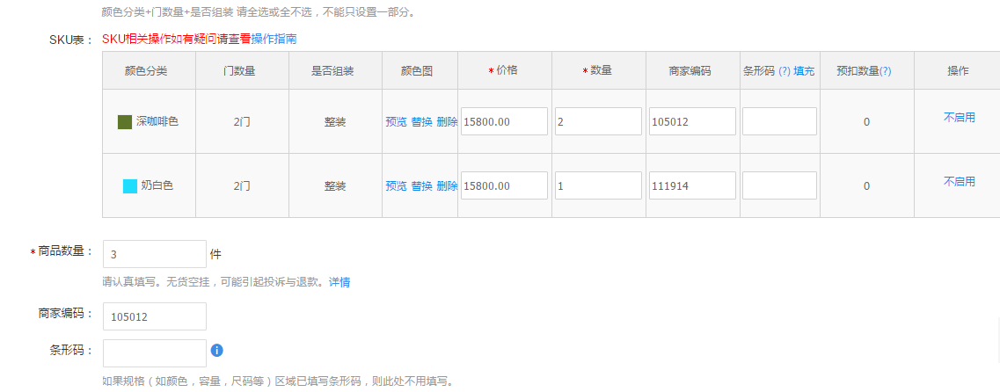 颜色分类+门数量+是否组装 请全选或全不选，不能只设置一部分。
SKU表： SKU相关操作如有疑问请查看操作指南
颜色分类 门数量 是否组装 颜色图 *价格 *数量 商家编码 条形码 (?) 填充 预扣数量(?) 操作
深咖啡色 2门 整装 预览 替换 删除 15800.00 2 105012 0 不启用
奶白色 2门 整装 预览 替换 删除 15800.00 1 111914 0 不启用
*商品数量： 3 件
请认真填写。无货空挂，可能引起投诉与退款。详情
商家编码： 105012
条形码：
如果规格（如颜色，容量，尺码等）区域已填写条形码，则此处不用填写。